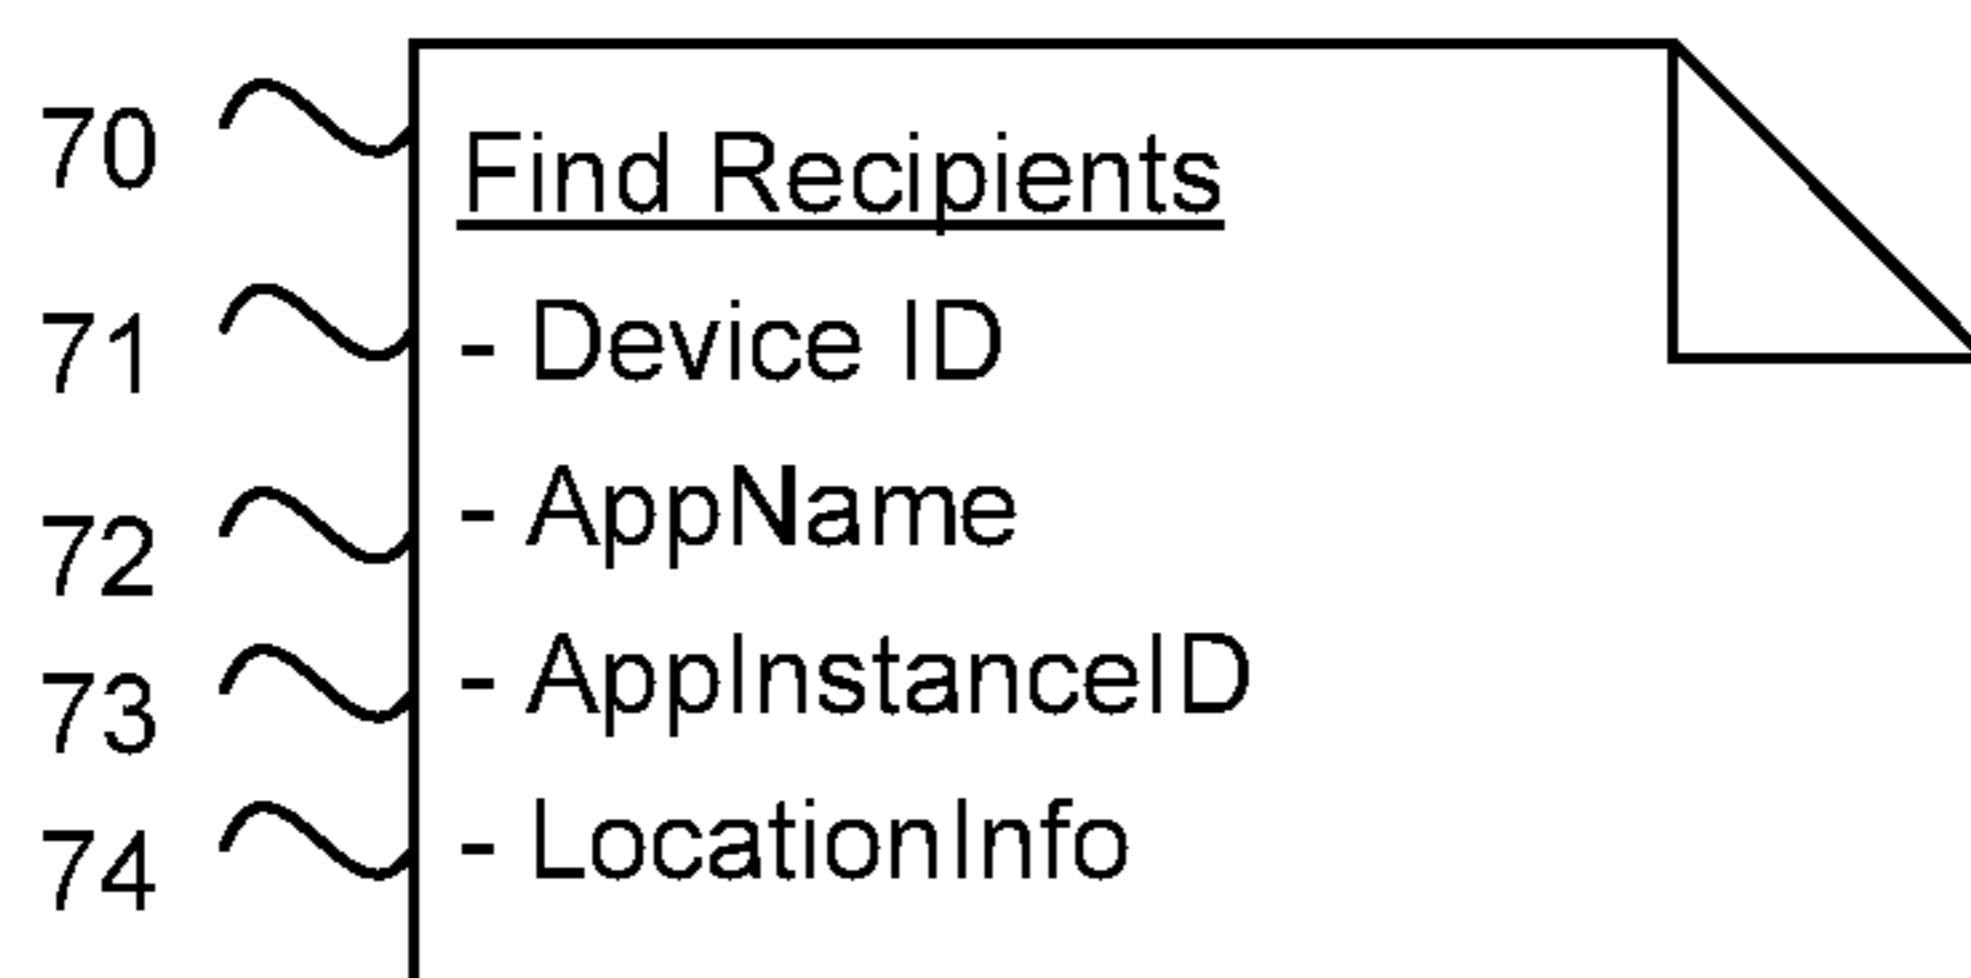 70 Find Recipients
71 - Device ID
72 - AppName
73 - AppInstanceID
74 - LocationInfo